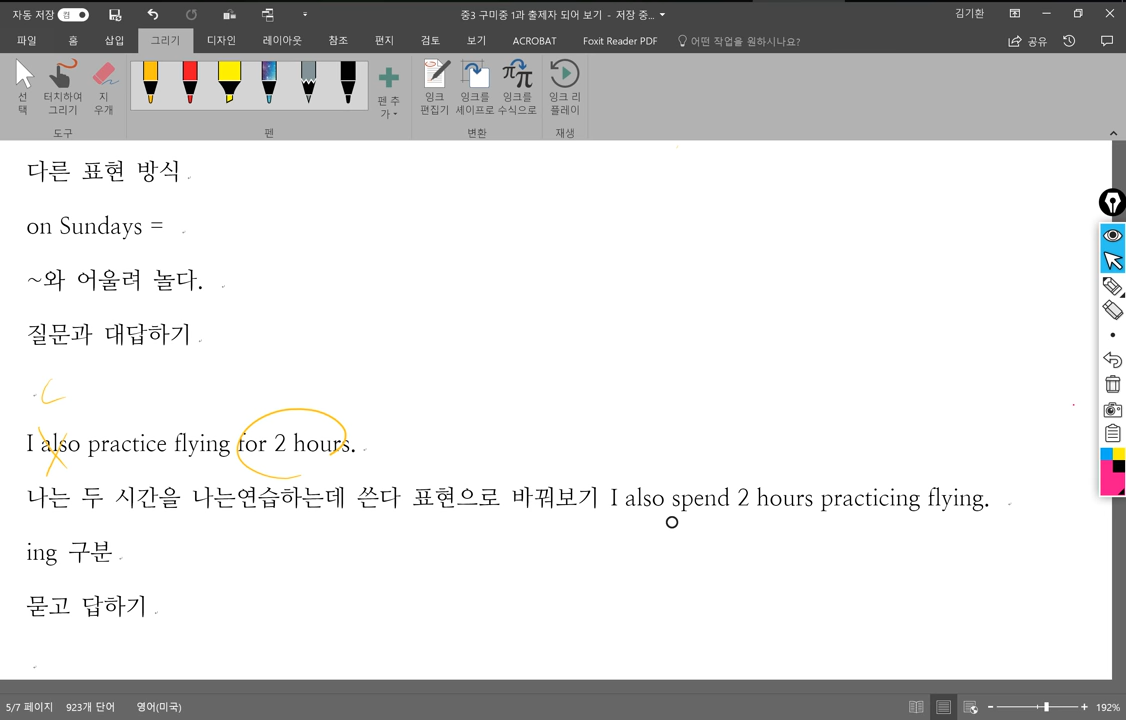 자동 저장 켬 중3 구미중 1과 출제자 되어 보기 - 저장 중... 김기환
파일 홈 삽입 그리기 디자인 레이아웃 참조 편지 검토 보기 ACROBAT Foxit Reader PDF 어떤 작업을 원하시나요? 공유
선택 터치하여 그리기 지우개 펜 추가 잉크 편집기 잉크를 셰이프로 잉크를 수식으로 잉크 리플레이
도구 펜 변환 재생
다른 표현 방식
on Sundays =
~와 어울려 놀다.
질문과 대답하기
I also practice flying for 2 hours.
나는 두 시간을 나는연습하는데 쓴다 표현으로 바꿔보기 I also spend 2 hours practicing flying.
ing 구분
묻고 답하기
5/7 페이지 923개 단어 영어(미국) 192%